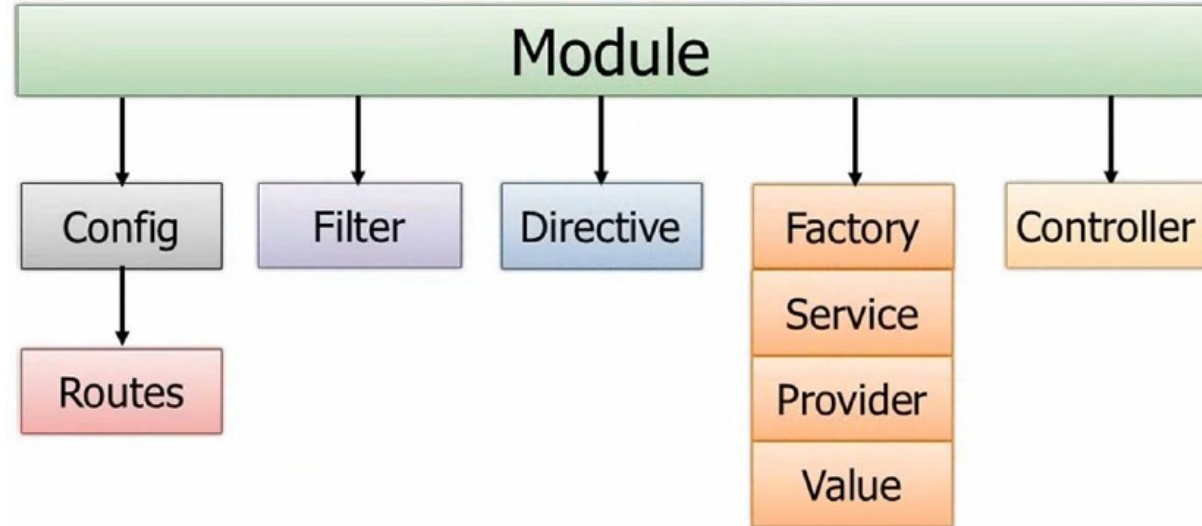 Module
Config
Filter
Directive
Factory
Controller
Service
Routes
Provider
Value